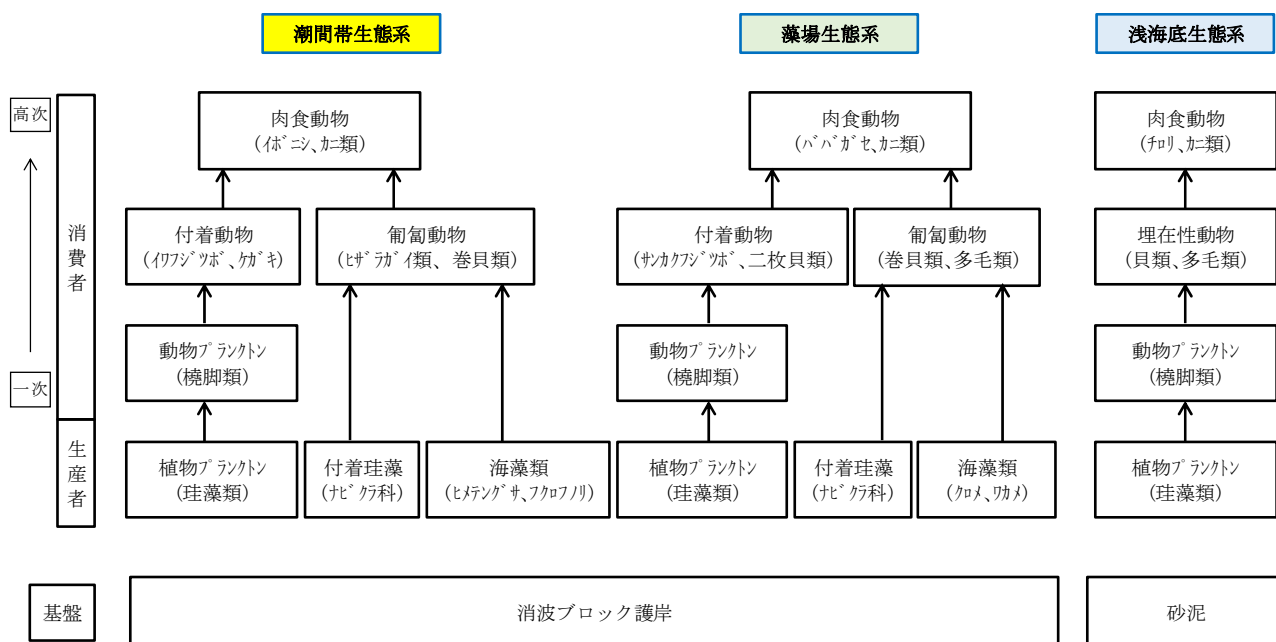 潮間帯生態系
藻場生態系
浅海底生態系
高次
一次
消費者
生産者
肉食動物
(ｲﾎﾞﾆｼ、ｶﾆ類)
肉食動物
(ﾊﾞﾊﾞｶﾞｾ、ｶﾆ類)
肉食動物
(ﾁﾛﾘ、ｶﾆ類)
付着動物
(ｲﾜﾌｼﾞﾂﾎﾞ、ｹｶﾞｷ)
匍匐動物
(ﾋｻﾞﾗｶﾞｲ類、巻貝類)
付着動物
(ｻﾝｶｸﾌｼﾞﾂﾎﾞ、二枚貝類)
匍匐動物
(巻貝類、多毛類)
埋在性動物
(貝類、多毛類)
動物ﾌﾟﾗﾝｸﾄﾝ
(橈脚類)
動物ﾌﾟﾗﾝｸﾄﾝ
(橈脚類)
動物ﾌﾟﾗﾝｸﾄﾝ
(橈脚類)
植物ﾌﾟﾗﾝｸﾄﾝ
(珪藻類)
付着珪藻
(ﾅﾋﾞｸﾗ科)
海藻類
(ﾋﾒﾃﾝｸﾞｻ、ﾌｸﾛﾌﾉﾘ)
植物ﾌﾟﾗﾝｸﾄﾝ
(珪藻類)
付着珪藻
(ﾅﾋﾞｸﾗ科)
海藻類
(ｸﾛﾒ、ﾜｶﾒ)
植物ﾌﾟﾗﾝｸﾄﾝ
(珪藻類)
基盤
消波ブロック護岸
砂泥